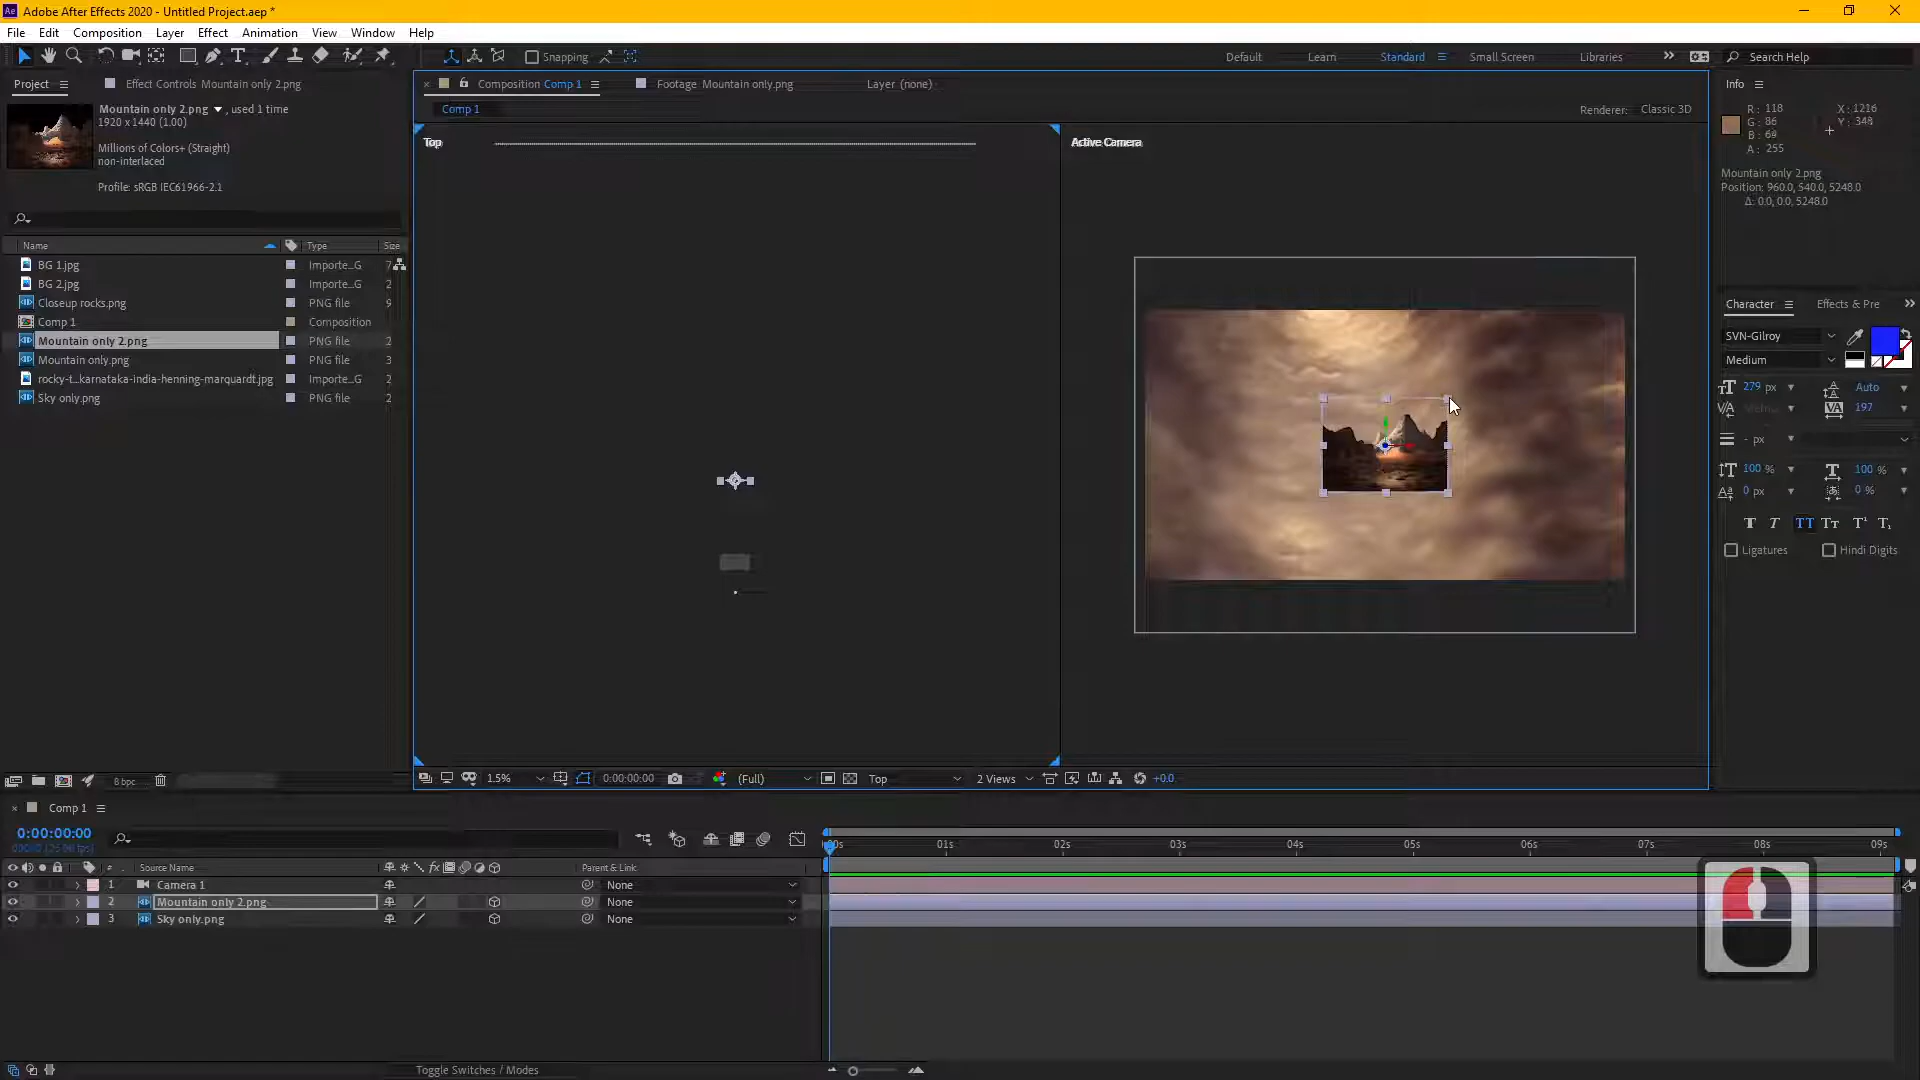 Adobe After Effects 2020 - Untitled Project.aep *
File Edit Composition Layer Effect Animation View Window Help
Snapping
Default Learn Standard Small Screen Libraries Search Help
Project Effect Controls Mountain only 2.png
Composition Comp 1 Footage Mountain only.png Layer (none)
Info
Mountain only 2.png , used 1 time
1920 x 1440 (1.00)
Comp 1
Renderer: Classic 3D
R: 118 X: 1216
G: 86 Y: 348
B: 69
A: 255
Millions of Colors+ (Straight)
non-interlaced
Profile: sRGB IEC61966-2.1
Top
Active Camera
Mountain only 2.png
Position: 960.0, 540.0, 5248.0
Δ: 0.0, 0.0, 5248.0
Name Type Size
BG 1.jpg Importe...G 7
BG 2.jpg Importe...G 2
Closeup rocks.png PNG file 9
Comp 1 Composition
Mountain only 2.png PNG file 2
Mountain only.png PNG file 3
rocky-t...karnataka-india-henning-marquardt.jpg Importe...G 2
Sky only.png PNG file 2
Character Effects & Pre
SVN-Gilroy
Medium
279 px Auto
197
- px
100 % 100 %
0 px 0 %
Ligatures Hindi Digits
8 bpc
1.5% 0:00:00:00 (Full) Top 2 Views +0.0
Comp 1
0:00:00:00
00s 01s 02s 03s 04s 05s 06s 07s 08s 09s
# Source Name Parent & Link
1 Camera 1 None
2 Mountain only 2.png None
3 Sky only.png None
Toggle Switches / Modes